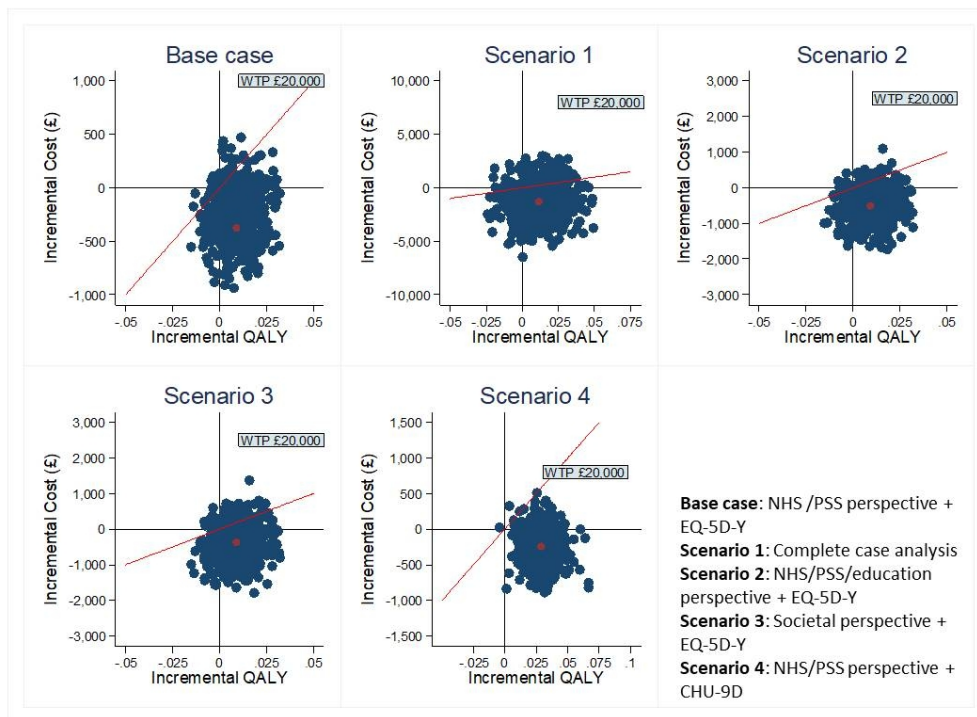 Base case
1,000
500
0
-500
-1,000
Incremental Cost (£)
WTP £20,000
-.05 -.025 0 .025 .05
Incremental QALY
Scenario 1
10,000
5,000
0
-5,000
-10,000
Incremental Cost (£)
WTP £20,000
-.05 -.025 0 .025 .05 .075
Incremental QALY
Scenario 2
3,000
2,000
1,000
0
-1,000
-2,000
-3,000
Incremental Cost (£)
WTP £20,000
-.05 -.025 0 .025 .05
Incremental QALY
Scenario 3
3,000
2,000
1,000
0
-1,000
-2,000
-3,000
Incremental Cost (£)
WTP £20,000
-.05 -.025 0 .025 .05
Incremental QALY
Scenario 4
1,500
1,000
500
0
-500
-1,000
-1,500
Incremental Cost (£)
WTP £20,000
-.025 0 .025 .05 .075 .1
Incremental QALY
Base case: NHS /PSS perspective +
EQ-5D-Y
Scenario 1: Complete case analysis
Scenario 2: NHS/PSS/education
perspective + EQ-5D-Y
Scenario 3: Societal perspective +
EQ-5D-Y
Scenario 4: NHS/PSS perspective +
CHU-9D